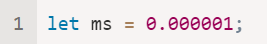 1 let ms = 0.000001;